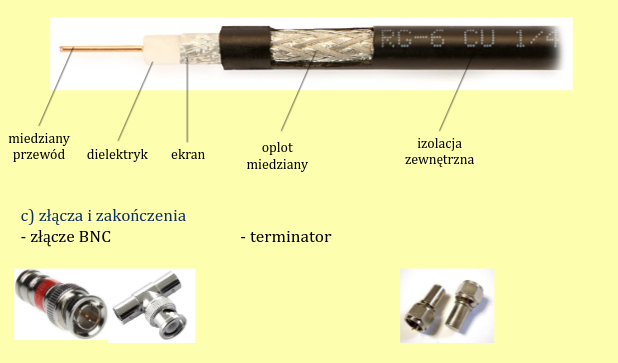 RG-6 CU 1/4
miedziany
przewód
dielektryk
ekran
oplot
miedziany
izolacja
zewnętrzna
c) złącza i zakończenia
- złącze BNC
- terminator